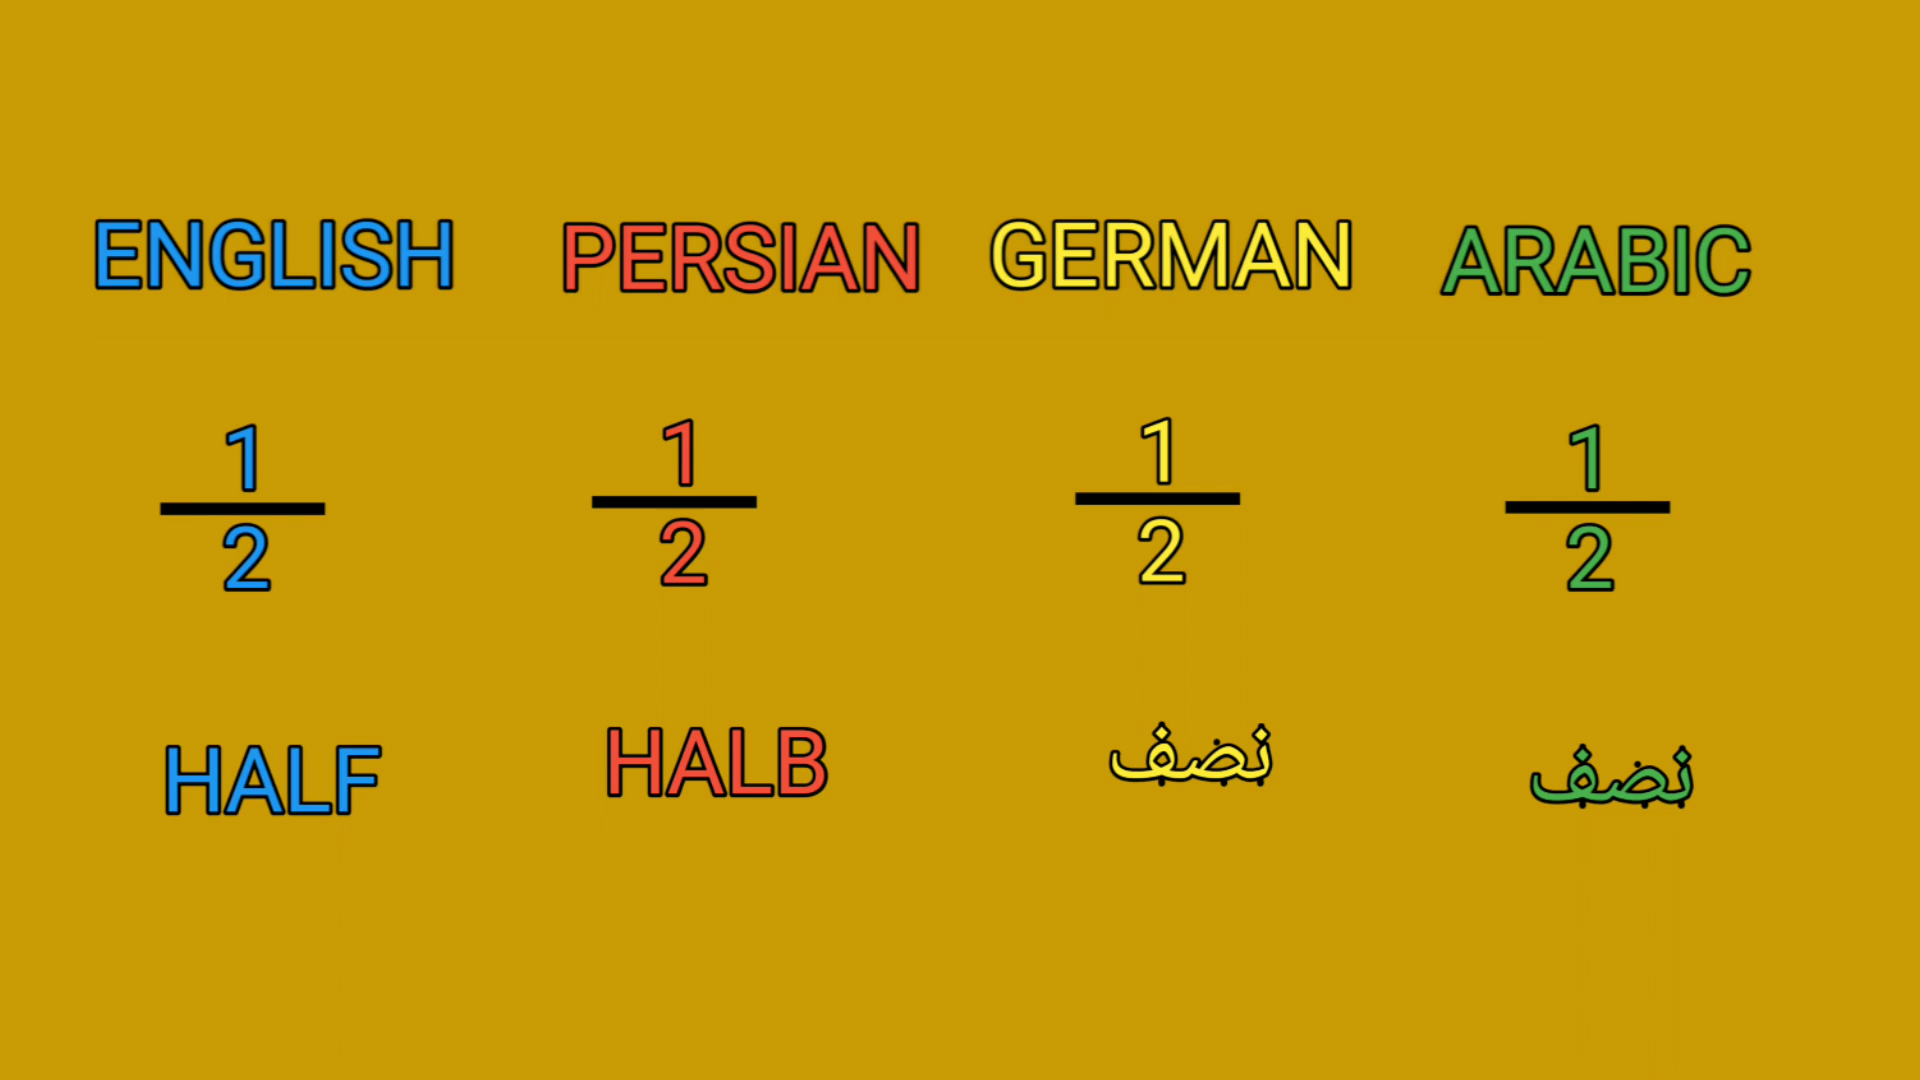 ENGLISH PERSIAN GERMAN ARABIC
1 1 1 1
2 2 2 2
HALF HALB نصف نصف